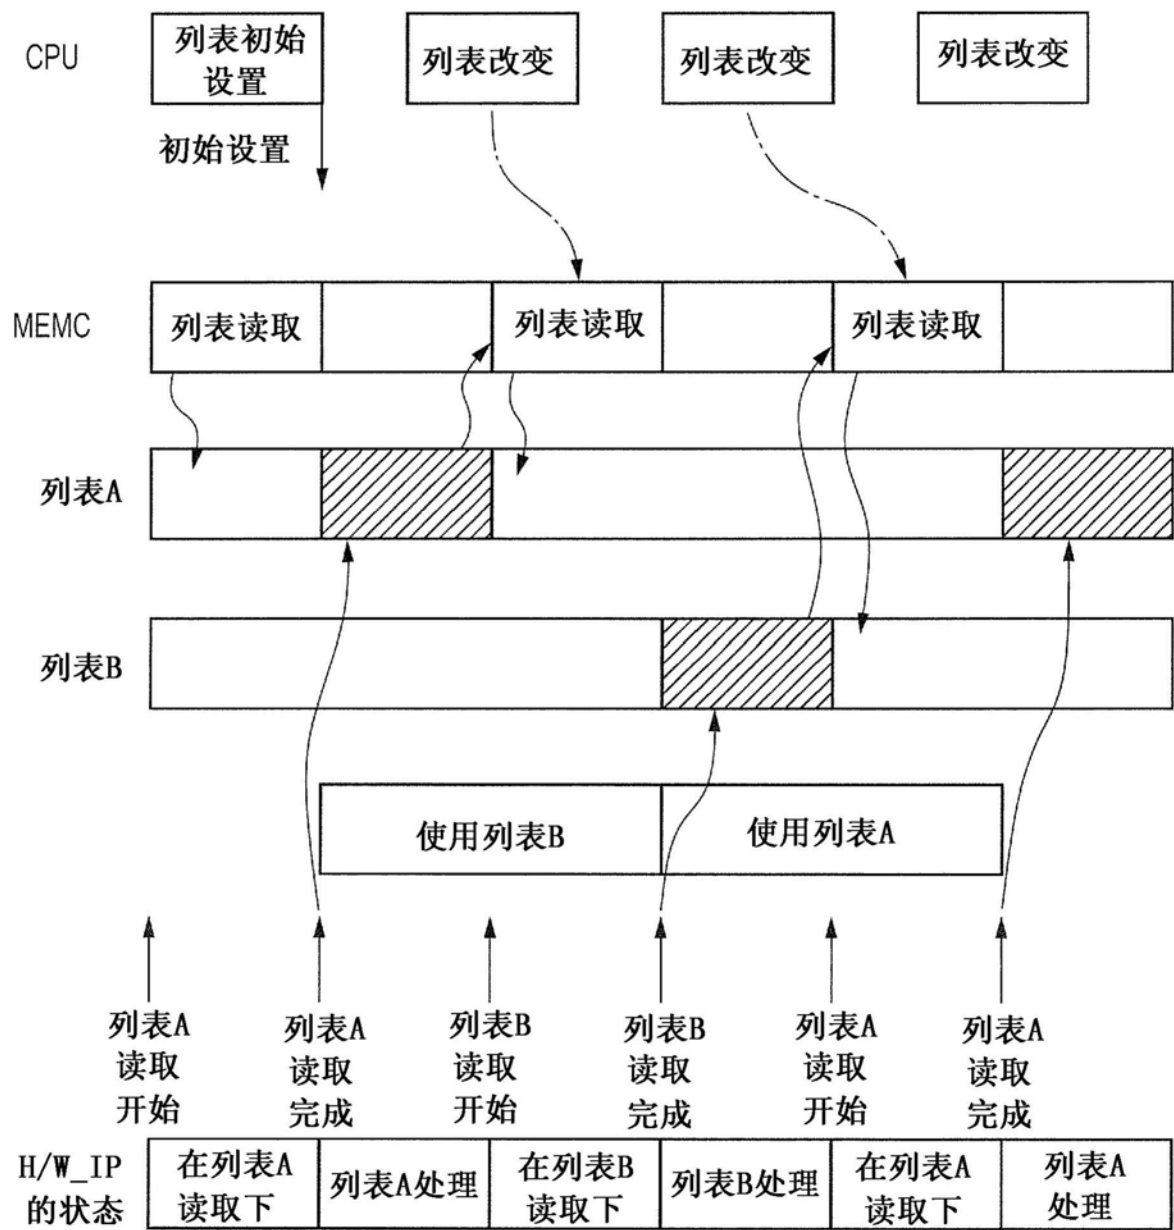 CPU
列表初始
设置
列表改变
列表改变
列表改变
初始设置
MEMC
列表读取
列表读取
列表读取
列表A
列表B
使用列表B
使用列表A
列表A
读取
开始
列表A
读取
完成
列表B
读取
开始
列表B
读取
完成
列表A
读取
开始
列表A
读取
完成
H/W_IP
的状态
在列表A
读取下
列表A处理
在列表B
读取下
列表B处理
在列表A
读取下
列表A
处理